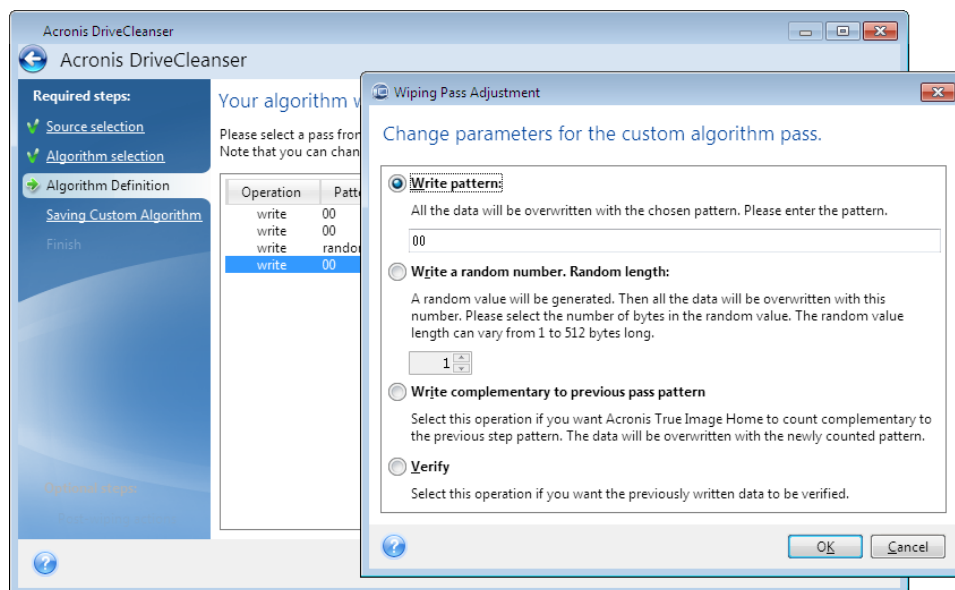 Acronis DriveCleanser
Acronis DriveCleanser
Required steps:
Source selection
Algorithm selection
Algorithm Definition
Saving Custom Algorithm
Finish
Your algorithm
Please select a pass from
Note that you can chan
Operation Patte
write 00
write 00
write rando
write 00
Wiping Pass Adjustment
Change parameters for the custom algorithm pass.
Write pattern:
All the data will be overwritten with the chosen pattern. Please enter the pattern.
00
Write a random number. Random length:
A random value will be generated. Then all the data will be overwritten with this
number. Please select the number of bytes in the random value. The random value
length can vary from 1 to 512 bytes long.
1
Write complementary to previous pass pattern
Select this operation if you want Acronis True Image Home to count complementary to
the previous step pattern. The data will be overwritten with the newly counted pattern.
Verify
Select this operation if you want the previously written data to be verified.
OK Cancel